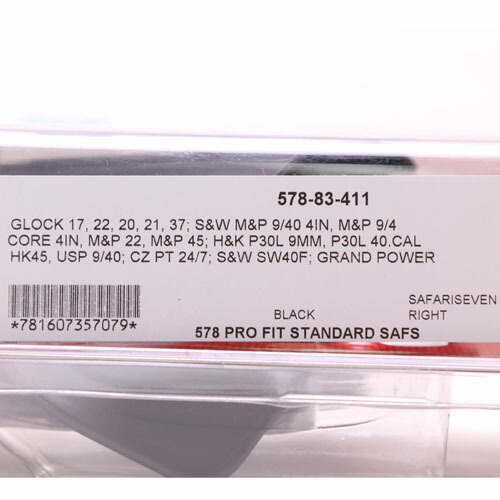 578-83-411
GLOCK 17, 22, 20, 21, 37; S&W M&P 9/40 4IN, M&P 9/4
CORE 4IN, M&P 22, M&P 45; H&K P30L 9MM, P30L 40.CAL
HK45, USP 9/40; CZ PT 24/7; S&W SW40F; GRAND POWER
SAFARISEVEN
BLACK RIGHT
*781607357079*
578 PRO FIT STANDARD SAFS